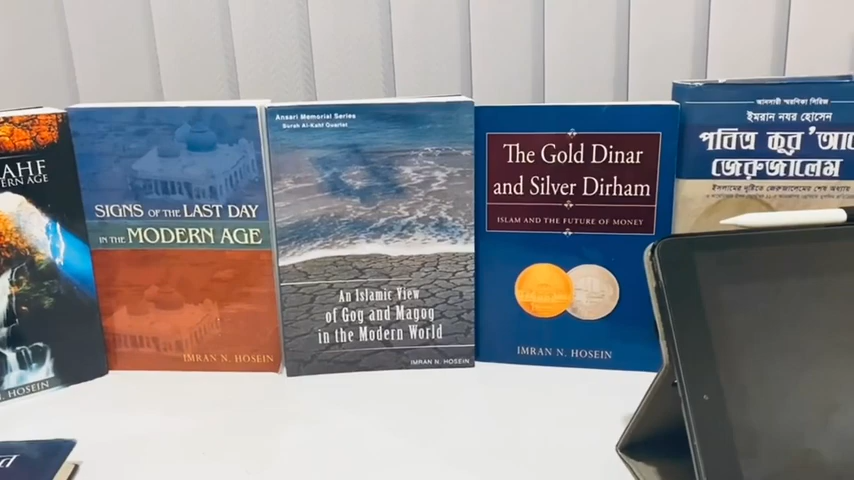 AHF
ERN AGE
N. HOSEIN
SIGNS OF THE LAST DAY
IN THE MODERN AGE
IMRAN N. HOSEIN
Ansari Memorial Series
Surah Al-Kahf Quartet
An Islamic View
of Gog and Magog
in the Modern World
IMRAN N. HOSEIN
The Gold Dinar
and Silver Dirham
ISLAM AND THE FUTURE OF MONEY
IMRAN N. HOSEIN
আনসারী স্মরণিকা সিরিজ
ইমরান নযর হোসেন
পবিত্র কুর'আ
জেরুজালেম